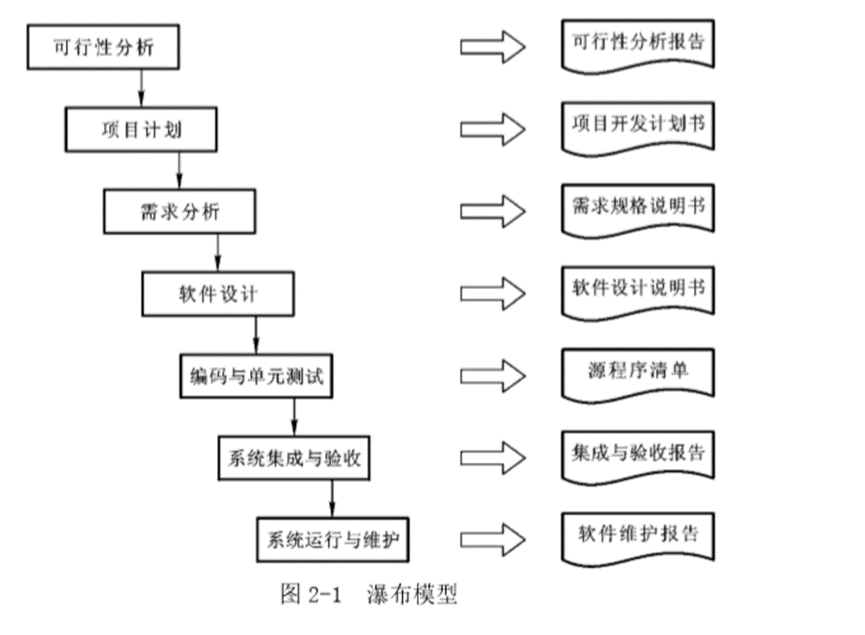 可行性分析
可行性分析报告
项目计划
项目开发计划书
需求分析
需求规格说明书
软件设计
软件设计说明书
编码与单元测试
源程序清单
系统集成与验收
集成与验收报告
系统运行与维护
软件维护报告
图2-1 瀑布模型